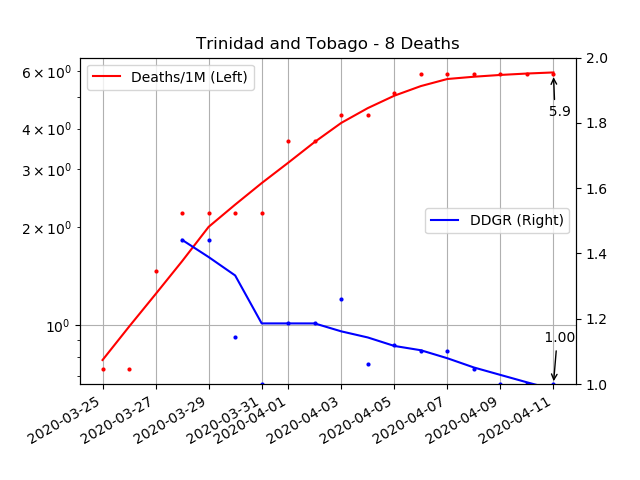 Trinidad and Tobago - 8 Deaths
Deaths/1M (Left)
DDGR (Right)
6 × 10⁰
4 × 10⁰
3 × 10⁰
2 × 10⁰
10⁰
2.0
1.8
1.6
1.4
1.2
1.0
5.9
1.00
2020-03-25
2020-03-27
2020-03-29
2020-03-31
2020-04-01
2020-04-03
2020-04-05
2020-04-07
2020-04-09
2020-04-11